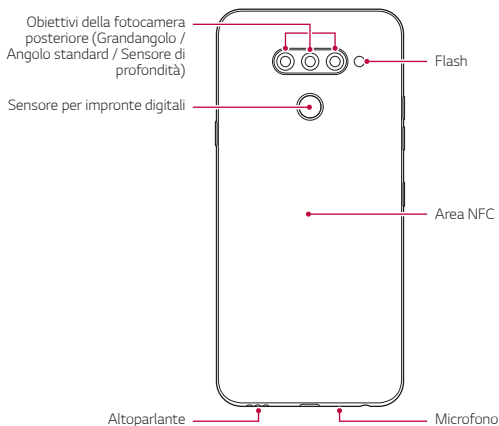 Obiettivi della fotocamera
posteriore (Grandangolo /
Angolo standard / Sensore di
profondità)
Flash
Sensore per impronte digitali
Area NFC
Altoparlante
Microfono